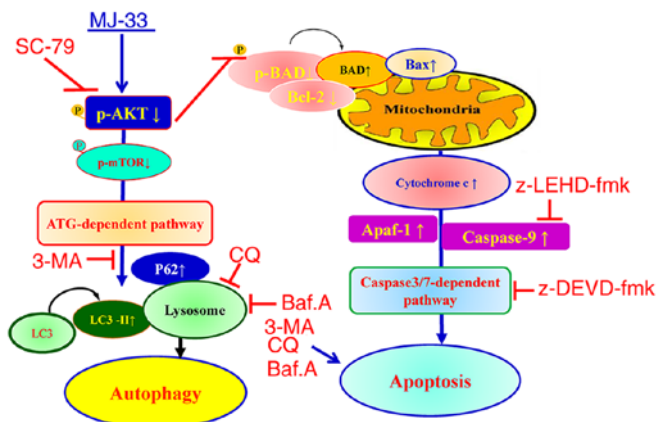 MJ-33
SC-79
P
p-AKT ↓
P
p-mTOR↓
ATG-dependent pathway
3-MA
P62↑
CQ
LC3
LC3 -II↑
Lysosome
Baf.A
Autophagy
P
p-BAD
BAD↑
Bax↑
Bcl-2 ↓
Mitochondria
Cytochrome c ↑
z-LEHD-fmk
Apaf-1 ↑
Caspase-9 ↑
Caspase3/7-dependent
pathway
z-DEVD-fmk
3-MA
CQ
Baf.A
Apoptosis